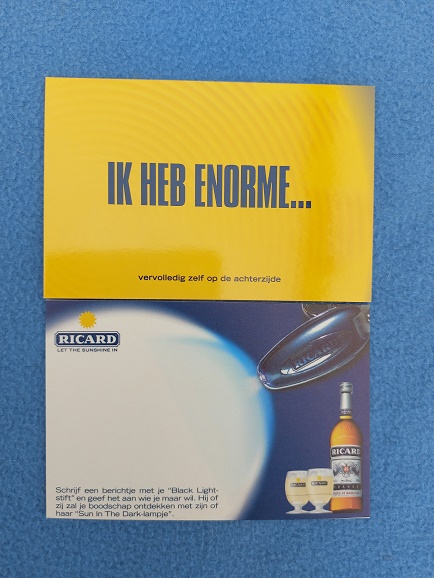 IK HEB ENORME...
vervolledig zelf op de achterzijde
RICARD
LET THE SUNSHINE IN
RICARD
RICARD
RICARD
RICARD
Schrijf een berichtje met je "Black Light-
stift" en geef het aan wie je maar wil. Hij of
zij zal je boodschap ontdekken met zijn of
haar "Sun In The Dark-lampje".